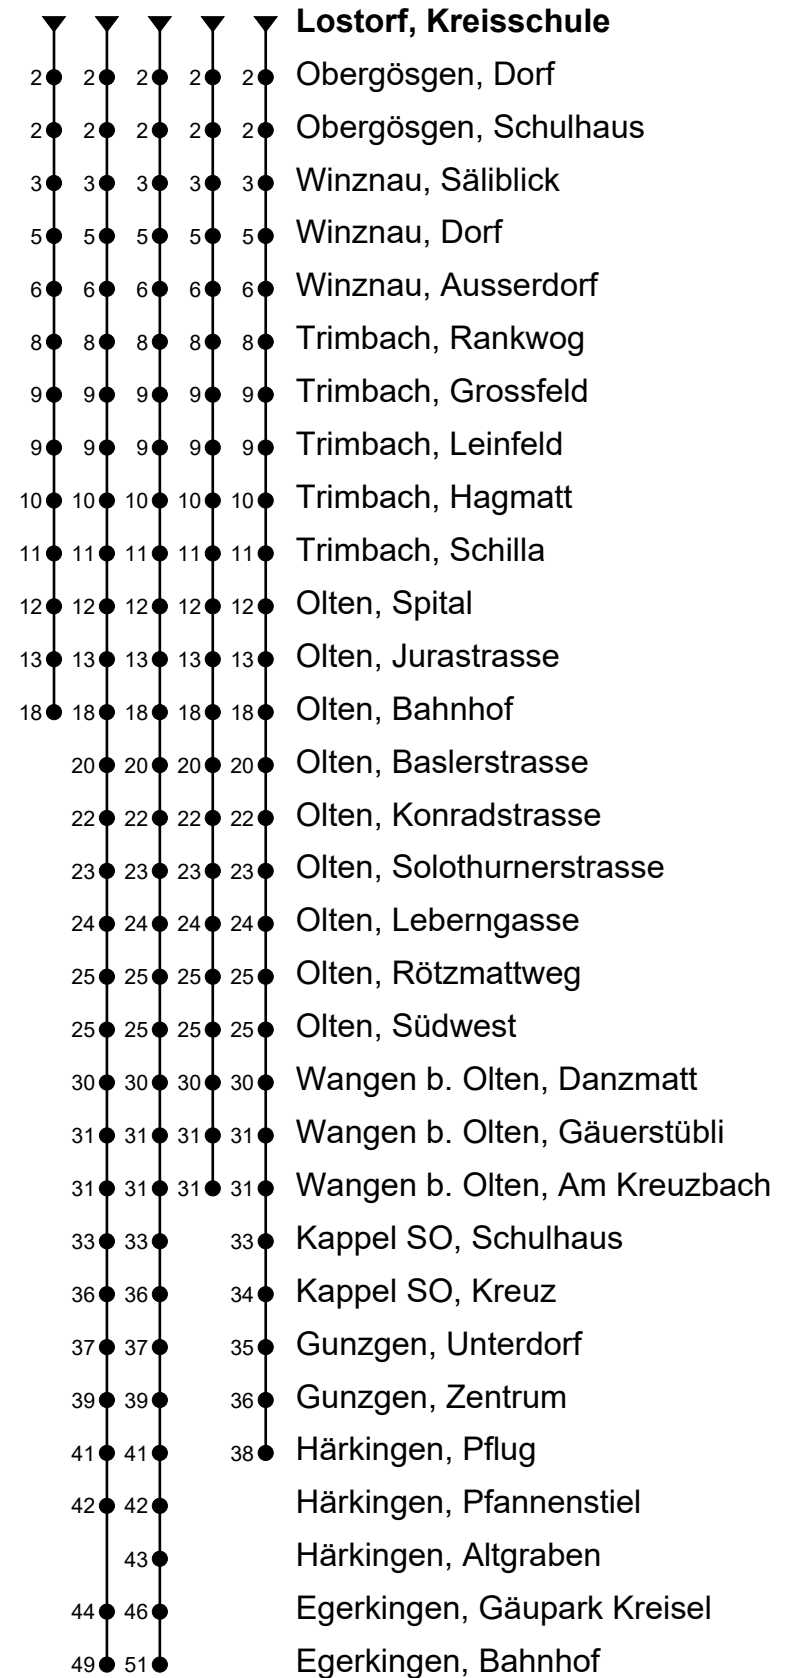 Lostorf, Kreisschule
2 2 2 2 2 Obergösgen, Dorf
2 2 2 2 2 Obergösgen, Schulhaus
3 3 3 3 3 Winznau, Säliblick
5 5 5 5 5 Winznau, Dorf
6 6 6 6 6 Winznau, Ausserdorf
8 8 8 8 8 Trimbach, Rankwog
9 9 9 9 9 Trimbach, Grossfeld
9 9 9 9 9 Trimbach, Leinfeld
10 10 10 10 10 Trimbach, Hagmatt
11 11 11 11 11 Trimbach, Schilla
12 12 12 12 12 Olten, Spital
13 13 13 13 13 Olten, Jurastrasse
18 18 18 18 18 Olten, Bahnhof
20 20 20 20 Olten, Baslerstrasse
22 22 22 22 Olten, Konradstrasse
23 23 23 23 Olten, Solothurnerstrasse
24 24 24 24 Olten, Leberngasse
25 25 25 25 Olten, Rötzmattweg
25 25 25 25 Olten, Südwest
30 30 30 30 Wangen b. Olten, Danzmatt
31 31 31 31 Wangen b. Olten, Gäuerstübli
31 31 31 31 Wangen b. Olten, Am Kreuzbach
33 33 33 Kappel SO, Schulhaus
36 36 34 Kappel SO, Kreuz
37 37 35 Gunzgen, Unterdorf
39 39 36 Gunzgen, Zentrum
41 41 38 Härkingen, Pflug
42 42 Härkingen, Pfannenstiel
43 Härkingen, Altgraben
44 46 Egerkingen, Gäupark Kreisel
49 51 Egerkingen, Bahnhof